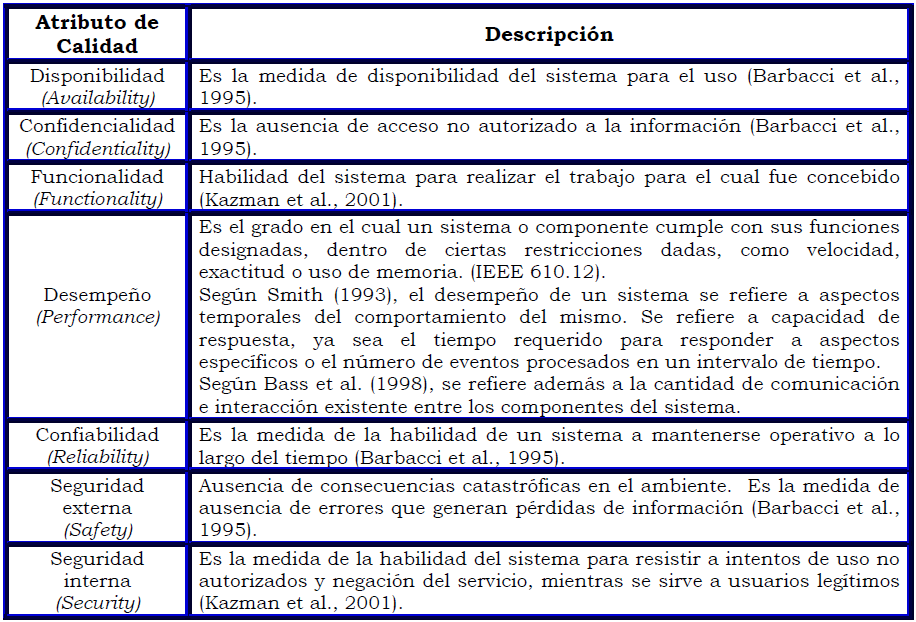 Atributo de
Calidad
Descripción
Disponibilidad
(Availability)
Es la medida de disponibilidad del sistema para el uso (Barbacci et al.,
1995).
Confidencialidad
(Confidentiality)
Es la ausencia de acceso no autorizado a la información (Barbacci et al.,
1995).
Funcionalidad
(Functionality)
Habilidad del sistema para realizar el trabajo para el cual fue concebido
(Kazman et al., 2001).
Desempeño
(Performance)
Es el grado en el cual un sistema o componente cumple con sus funciones
designadas, dentro de ciertas restricciones dadas, como velocidad,
exactitud o uso de memoria. (IEEE 610.12).
Según Smith (1993), el desempeño de un sistema se refiere a aspectos
temporales del comportamiento del mismo. Se refiere a capacidad de
respuesta, ya sea el tiempo requerido para responder a aspectos
específicos o el número de eventos procesados en un intervalo de tiempo.
Según Bass et al. (1998), se refiere además a la cantidad de comunicación
e interacción existente entre los componentes del sistema.
Confiabilidad
(Reliability)
Es la medida de la habilidad de un sistema a mantenerse operativo a lo
largo del tiempo (Barbacci et al., 1995).
Seguridad
externa
(Safety)
Ausencia de consecuencias catastróficas en el ambiente. Es la medida de
ausencia de errores que generan pérdidas de información (Barbacci et al.,
1995).
Seguridad
interna
(Security)
Es la medida de la habilidad del sistema para resistir a intentos de uso no
autorizados y negación del servicio, mientras se sirve a usuarios legítimos
(Kazman et al., 2001).